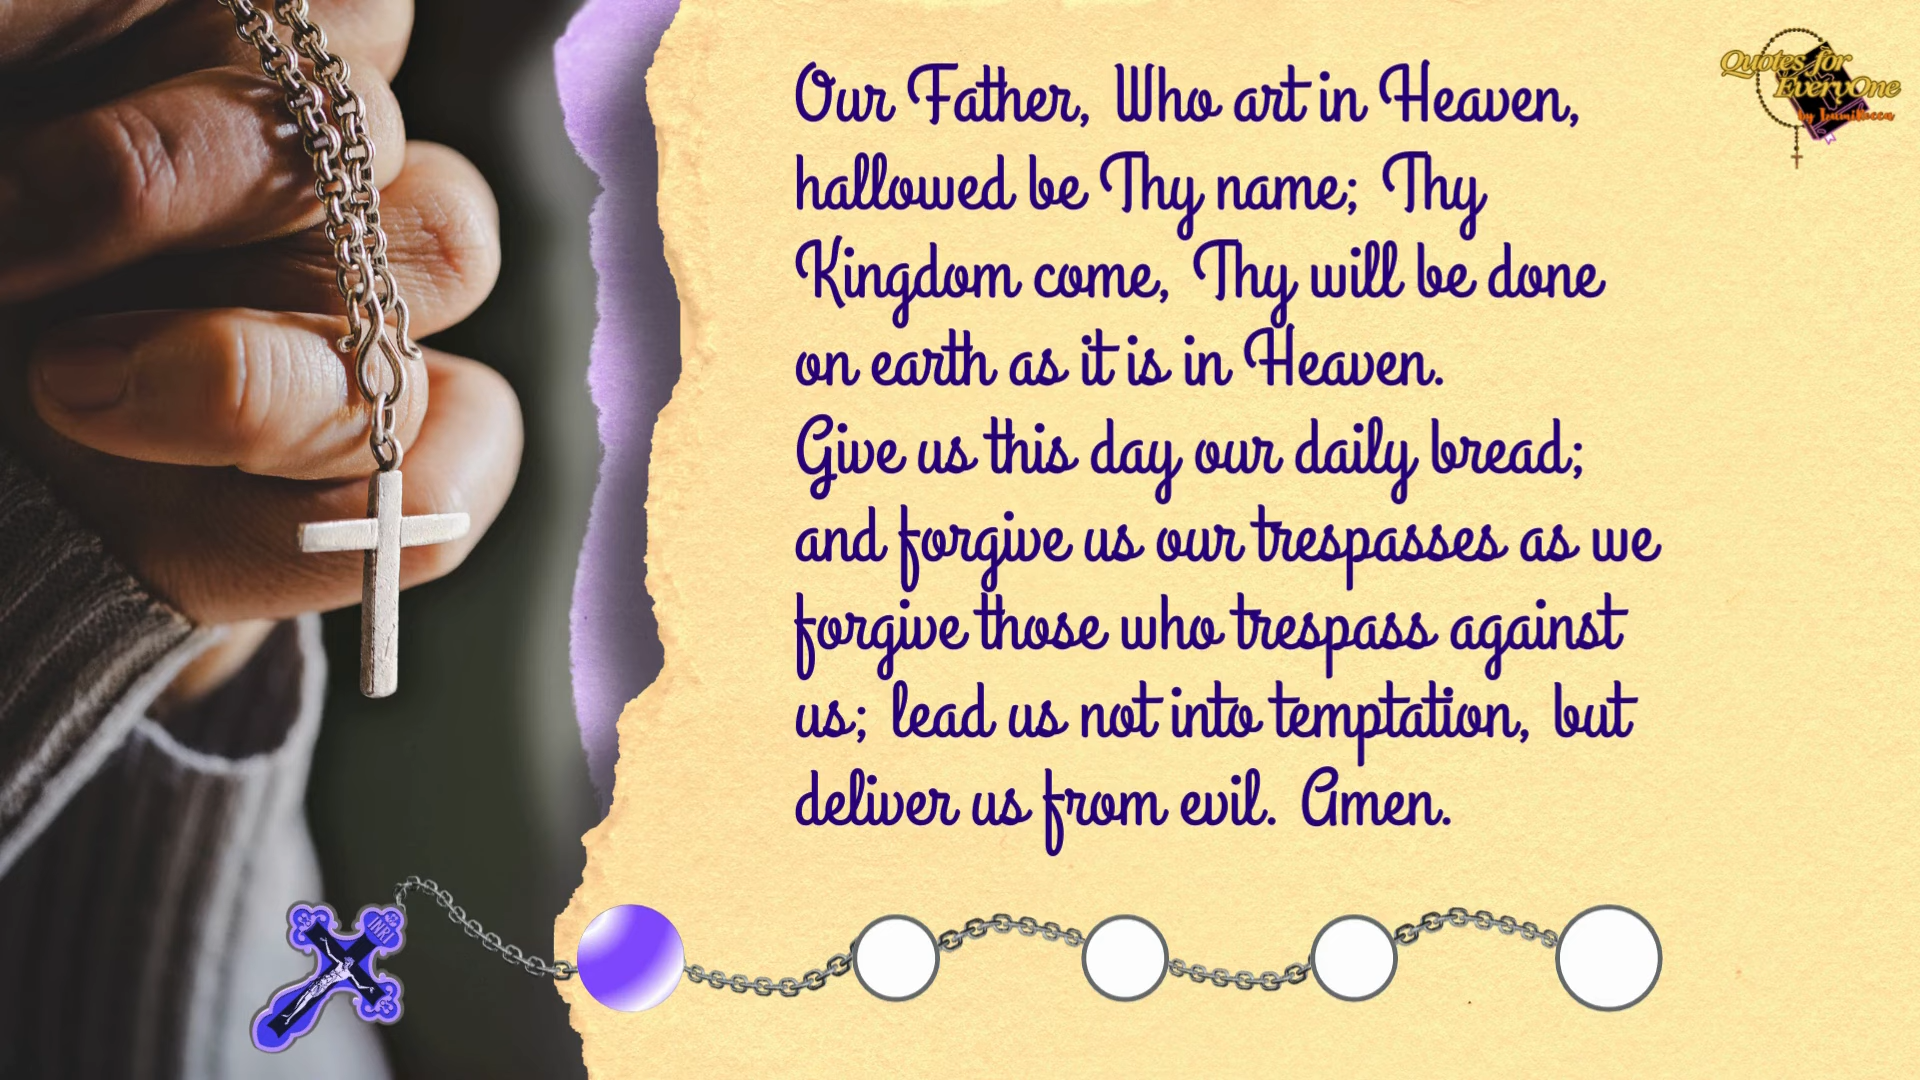 Our Father, Who art in Heaven,
hallowed be Thy name; Thy
Kingdom come, Thy will be done
on earth as it is in Heaven.
Give us this day our daily bread;
and forgive us our trespasses as we
forgive those who trespass against
us; lead us not into temptation, but
deliver us from evil. Amen.
Quotes for
EveryOne
by
INRI